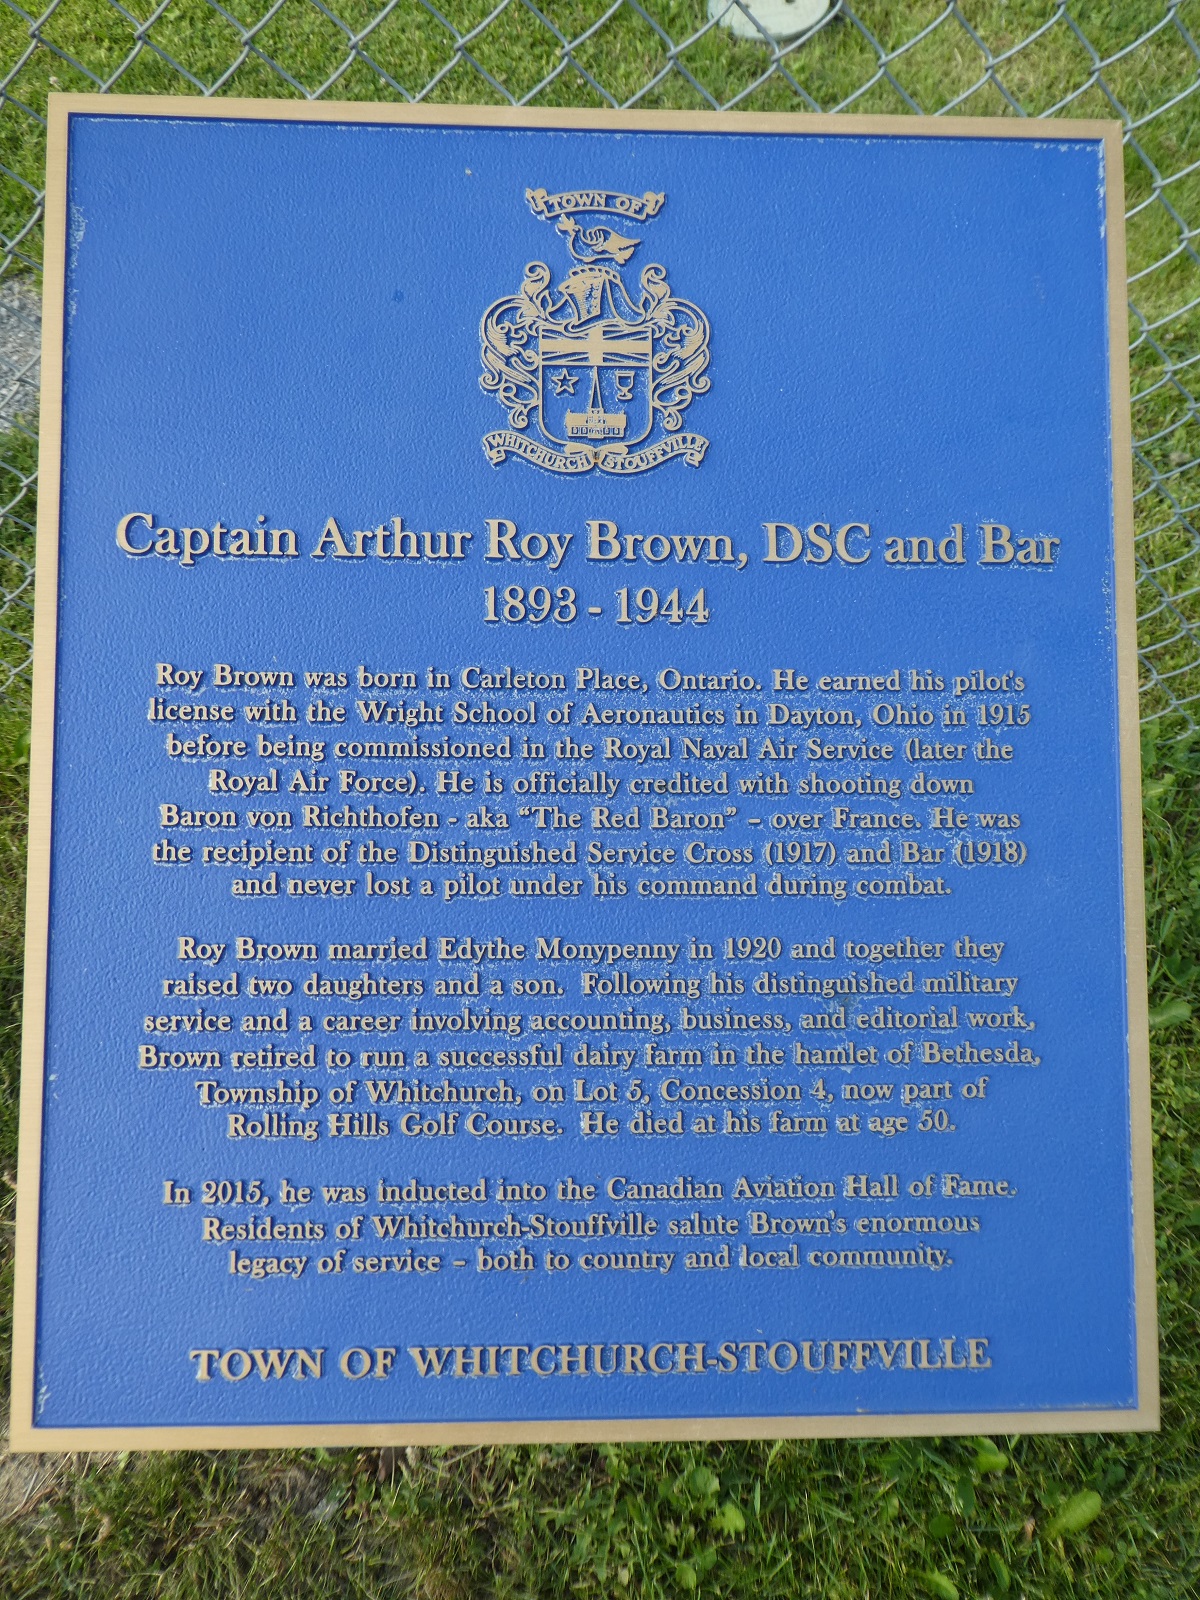 TOWN OF
WHITCHURCH STOUFFVILLE
Captain Arthur Roy Brown, DSC and Bar
1893 - 1944
Roy Brown was born in Carleton Place, Ontario. He earned his pilot's
license with the Wright School of Aeronautics in Dayton, Ohio in 1915
before being commissioned in the Royal Naval Air Service (later the
Royal Air Force). He is officially credited with shooting down
Baron von Richthofen - aka “The Red Baron” – over France. He was
the recipient of the Distinguished Service Cross (1917) and Bar (1918)
and never lost a pilot under his command during combat.
Roy Brown married Edythe Monypenny in 1920 and together they
raised two daughters and a son. Following his distinguished military
service and a career involving accounting, business, and editorial work,
Brown retired to run a successful dairy farm in the hamlet of Bethesda,
Township of Whitchurch, on Lot 5, Concession 4, now part of
Rolling Hills Golf Course. He died at his farm at age 50.
In 2015, he was inducted into the Canadian Aviation Hall of Fame.
Residents of Whitchurch-Stouffville salute Brown's enormous
legacy of service – both to country and local community.
TOWN OF WHITCHURCH-STOUFFVILLE